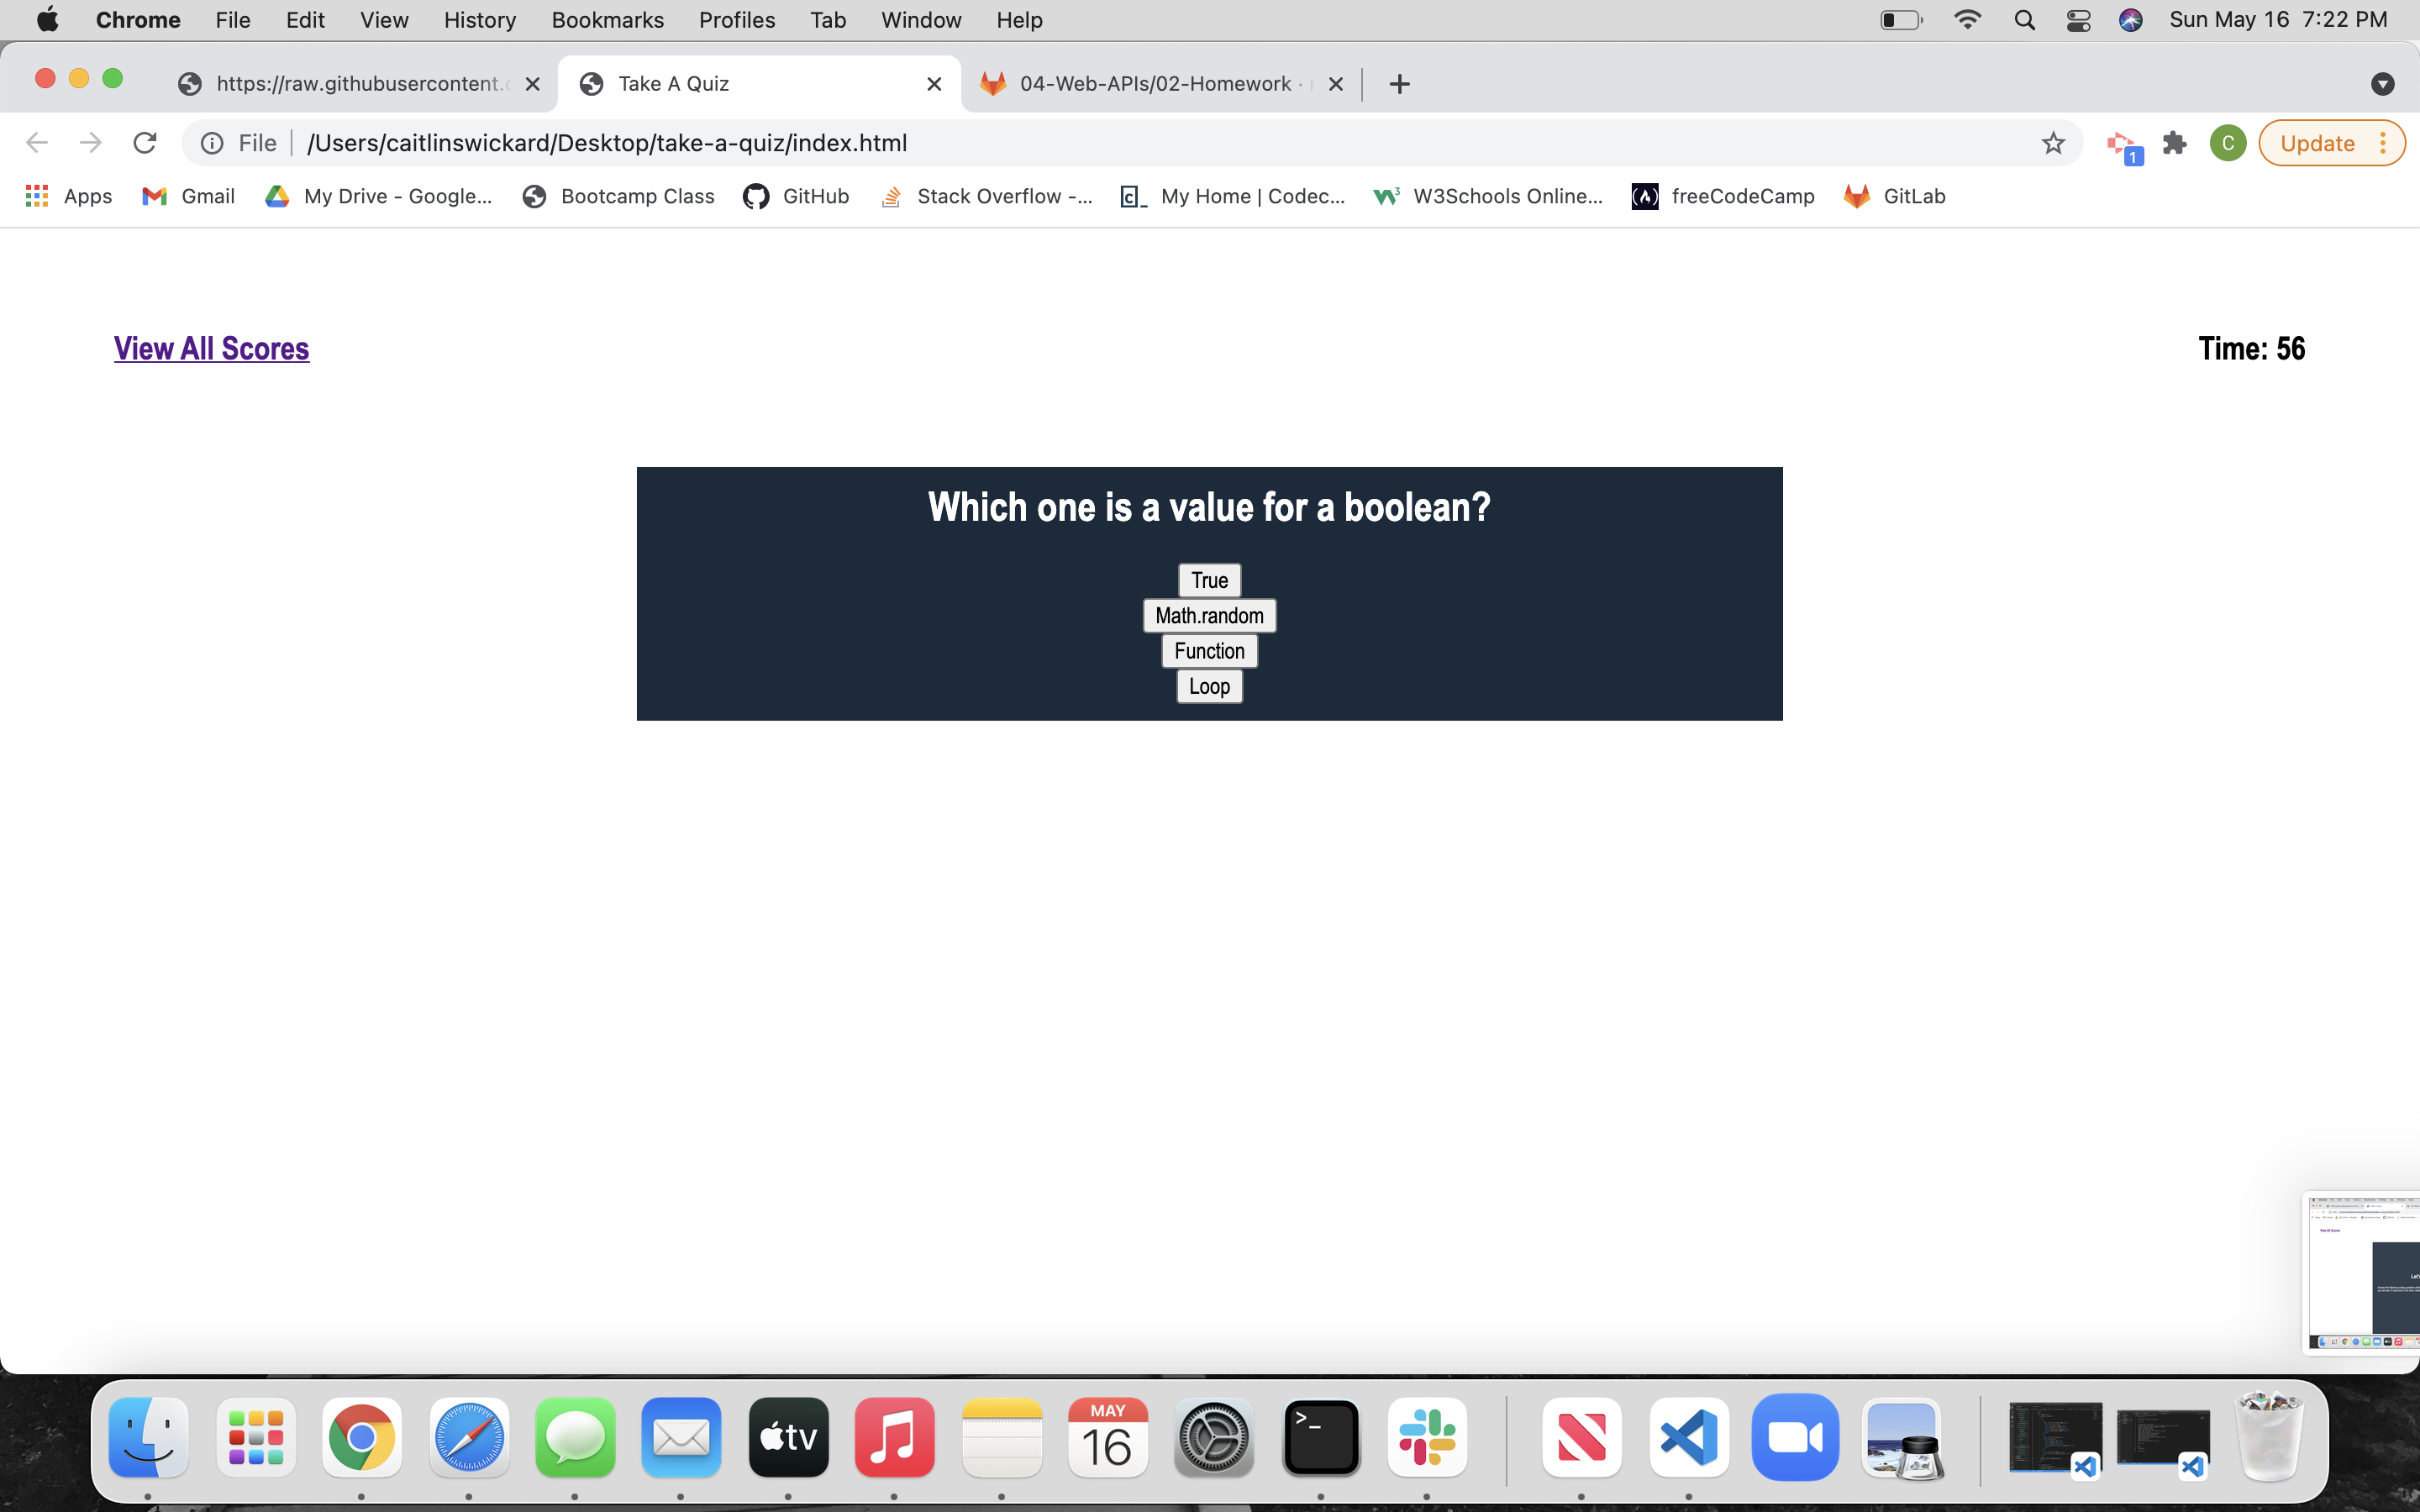 Chrome File Edit View History Bookmarks Profiles Tab Window Help Sun May 16 7:22 PM
https://raw.githubusercontent. Take A Quiz 04-Web-APIs/02-Homework ·
File /Users/caitlinswickard/Desktop/take-a-quiz/index.html 1 C Update
Apps Gmail My Drive - Google... Bootcamp Class GitHub Stack Overflow -... My Home | Codec... W3Schools Online... freeCodeCamp GitLab
View All Scores Time: 56
Which one is a value for a boolean?
True
Math.random
Function
Loop
tv MAY
16